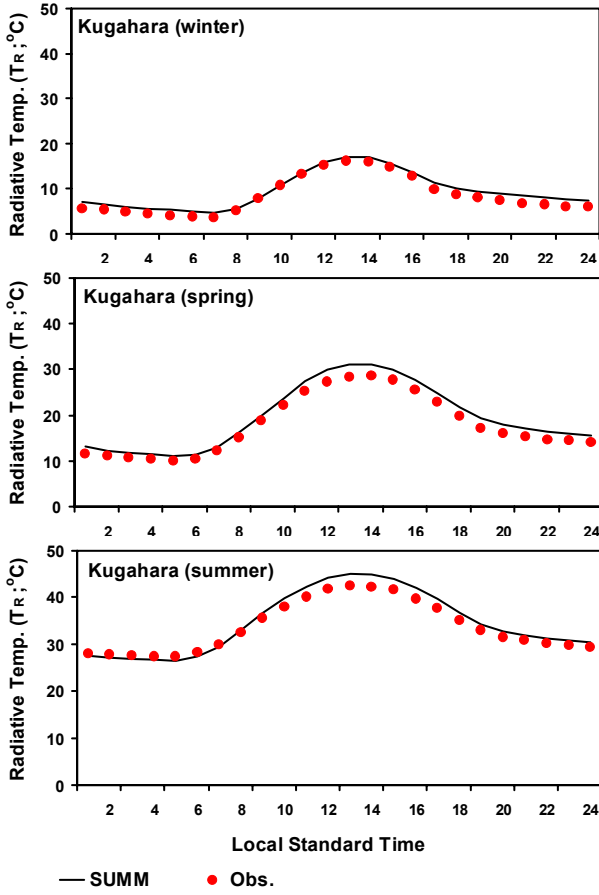 Kugahara (winter)
Radiative Temp. (TR ;°C)
50
40
30
20
10
0
2 4 6 8 10 12 14 16 18 20 22 24
Kugahara (spring)
Radiative Temp. (TR ;°C)
50
40
30
20
10
0
2 4 6 8 10 12 14 16 18 20 22 24
Kugahara (summer)
Radiative Temp. (TR ;°C)
50
40
30
20
10
0
2 4 6 8 10 12 14 16 18 20 22 24
Local Standard Time
SUMM Obs.